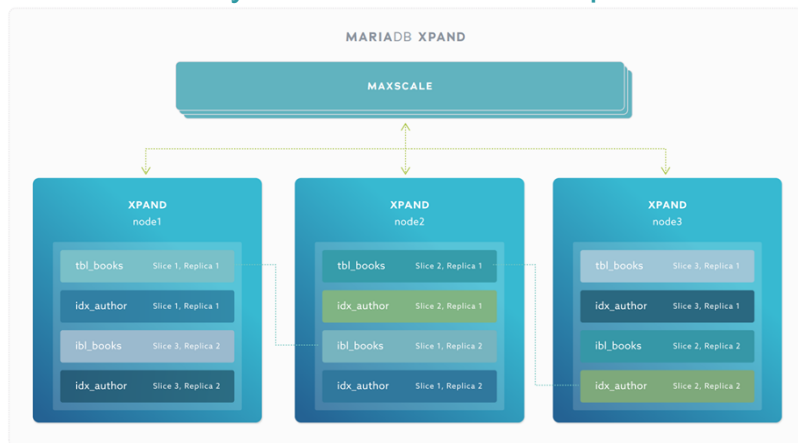 MARIADB XPAND
MAXSCALE
XPAND
node1
tbl_books Slice 1, Replica 1
idx_author Slice 1, Replica 1
ibl_books Slice 3, Replica 2
idx_author Slice 3, Replica 2
XPAND
node2
tbl_books Slice 2, Replica 1
idx_author Slice 2, Replica 1
ibl_books Slice 1, Replica 2
idx_author Slice 1, Replica 2
XPAND
node3
tbl_books Slice 3, Replica 1
idx_author Slice 3, Replica 1
ibl_books Slice 2, Replica 2
idx_author Slice 2, Replica 2